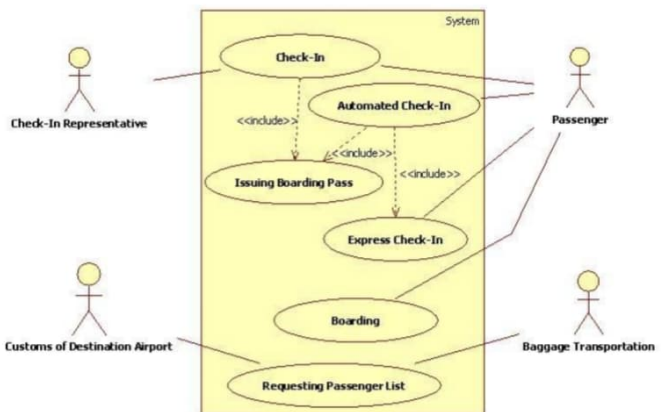 System
Check-In
Automated Check-In
Check-In Representative
Passenger
<<include>>
<<include>>
<<include>>
Issuing Boarding Pass
Express Check-In
Boarding
Customs of Destination Airport
Baggage Transportation
Requesting Passenger List